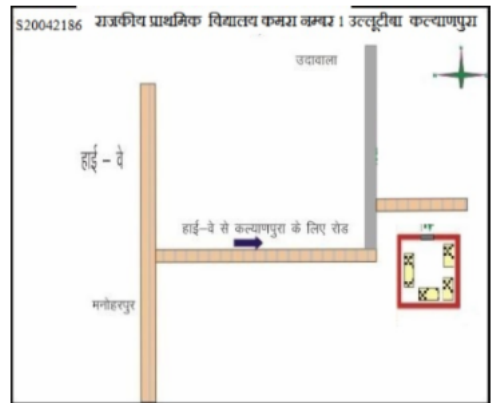 S20042186 राजकीय प्राथमिक विद्यालय कमरा नम्बर 1 उल्लूटीबा कल्याणपुरा
उदावाला
हाई – वे
हाई–वे से कल्याणपुरा के लिए रोड
मनोहरपुर